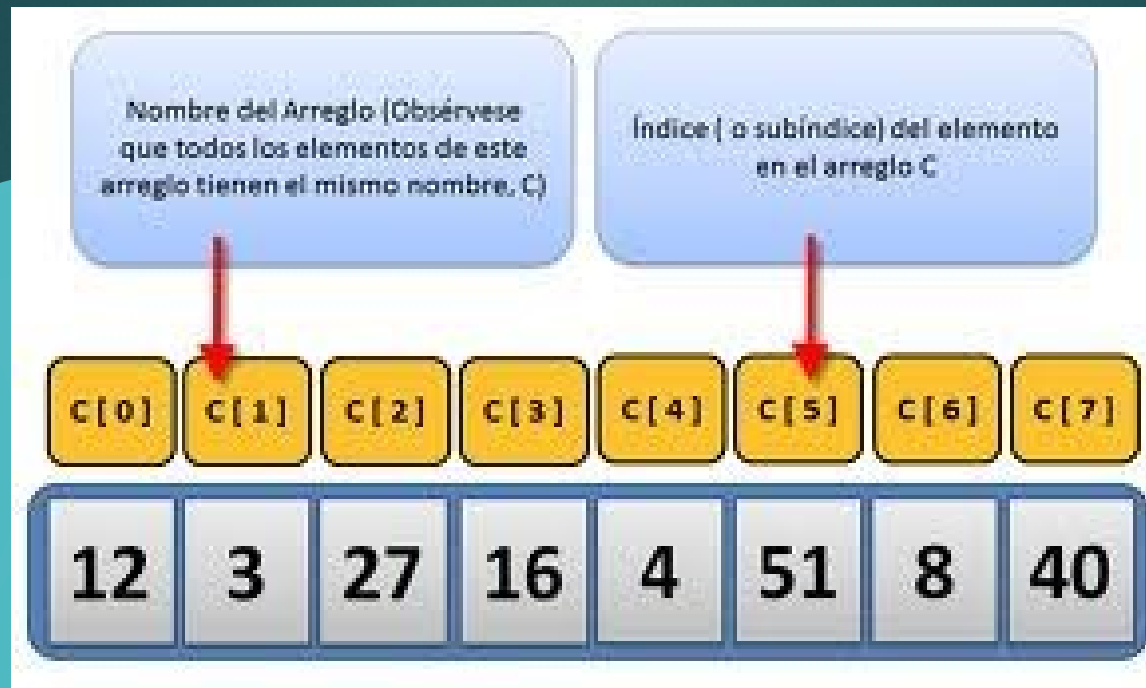 Nombre del Arreglo (Obsérvese
que todos los elementos de este
arreglo tienen el mismo nombre, C)
Índice ( o subíndice) del elemento
en el arreglo C
C[0] C[1] C[2] C[3] C[4] C[5] C[6] C[7]
12 3 27 16 4 51 8 40